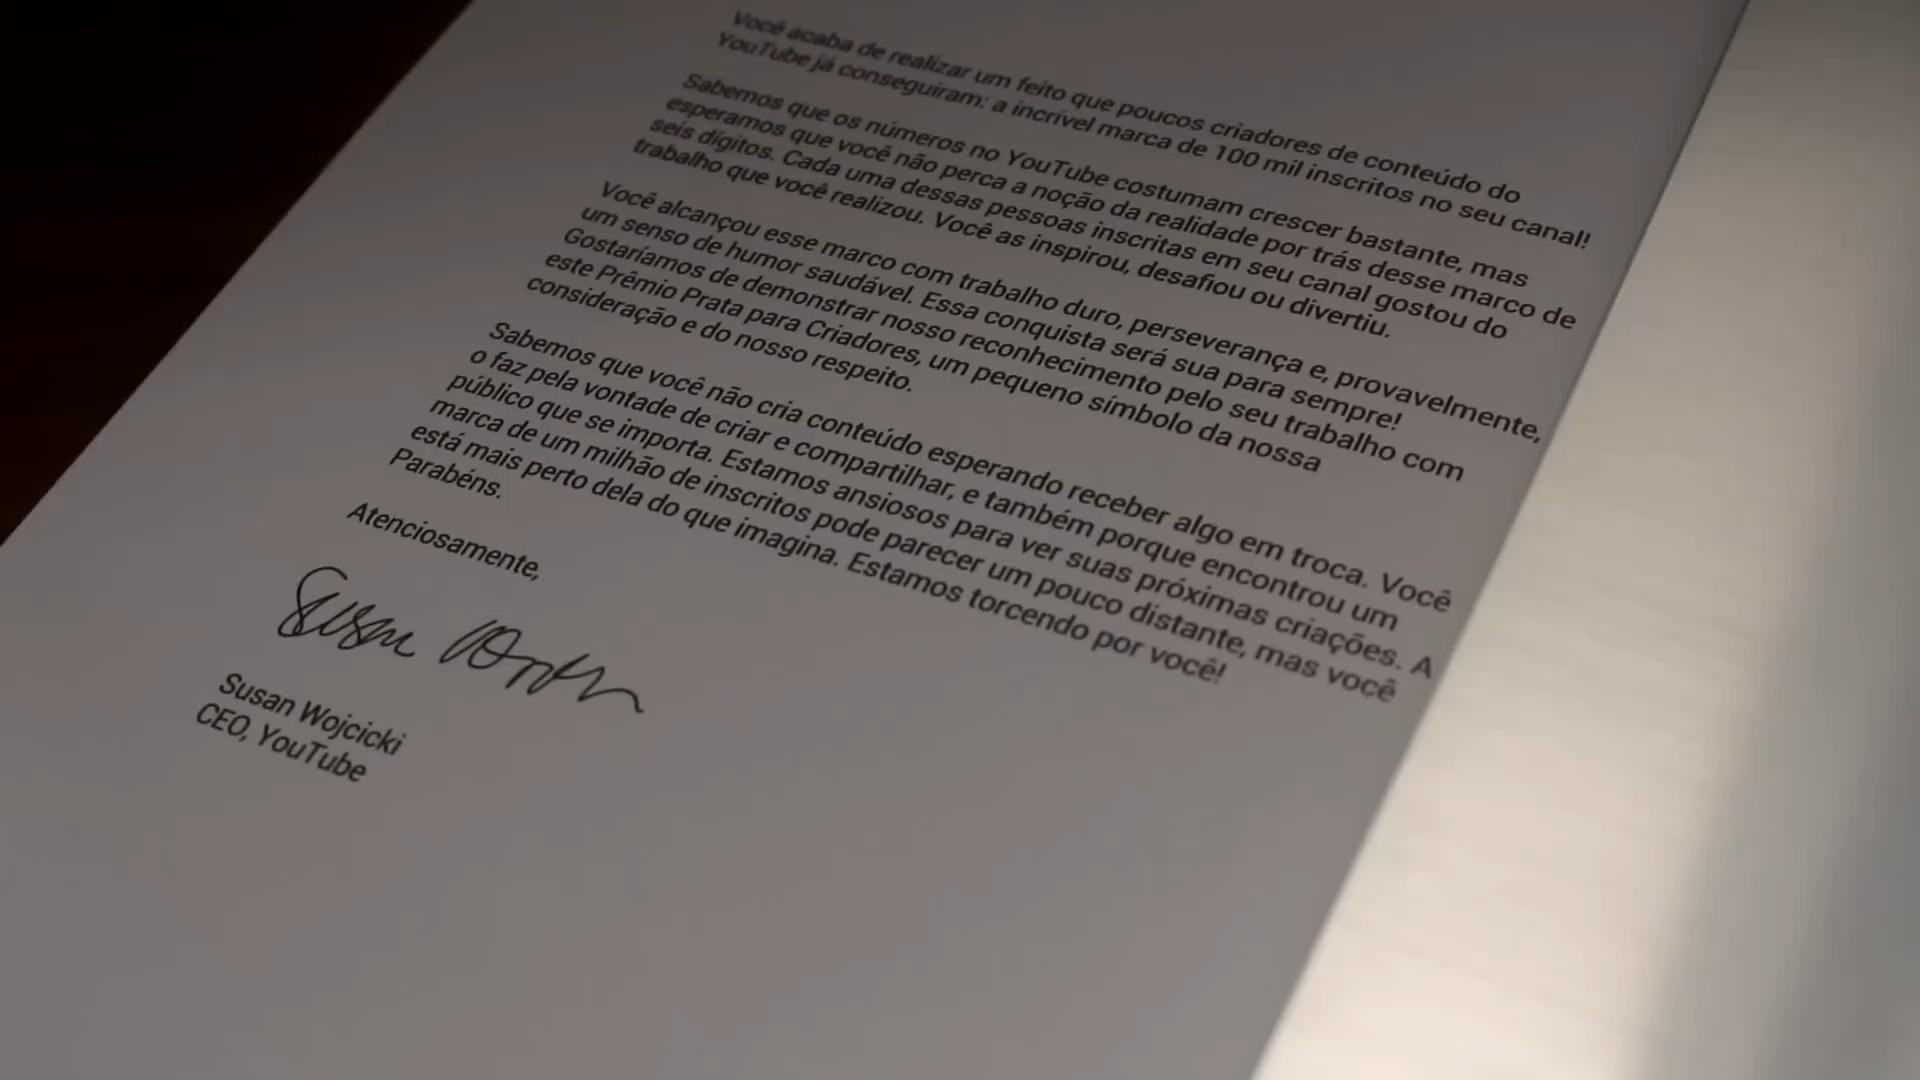 Você acaba de realizar um feito que poucos criadores de conteúdo do
YouTube já conseguiram: a incrível marca de 100 mil inscritos no seu canal!
Sabemos que os números no YouTube costumam crescer bastante, mas
esperamos que você não perca a noção da realidade por trás desse marco de
seis dígitos. Cada uma dessas pessoas inscritas em seu canal gostou do
trabalho que você realizou. Você as inspirou, desafiou ou divertiu.
Você alcançou esse marco com trabalho duro, perseverança e, provavelmente,
um senso de humor saudável. Essa conquista será sua para sempre!
Gostaríamos de demonstrar nosso reconhecimento pelo seu trabalho com
este Prêmio Prata para Criadores, um pequeno símbolo da nossa
consideração e do nosso respeito.
Sabemos que você não cria conteúdo esperando receber algo em troca. Você
o faz pela vontade de criar e compartilhar, e também porque encontrou um
público que se importa. Estamos ansiosos para ver suas próximas criações. A
marca de um milhão de inscritos pode parecer um pouco distante, mas você
está mais perto dela do que imagina. Estamos torcendo por você!
Parabéns.
Atenciosamente,
Susan Wojcicki
CEO, YouTube